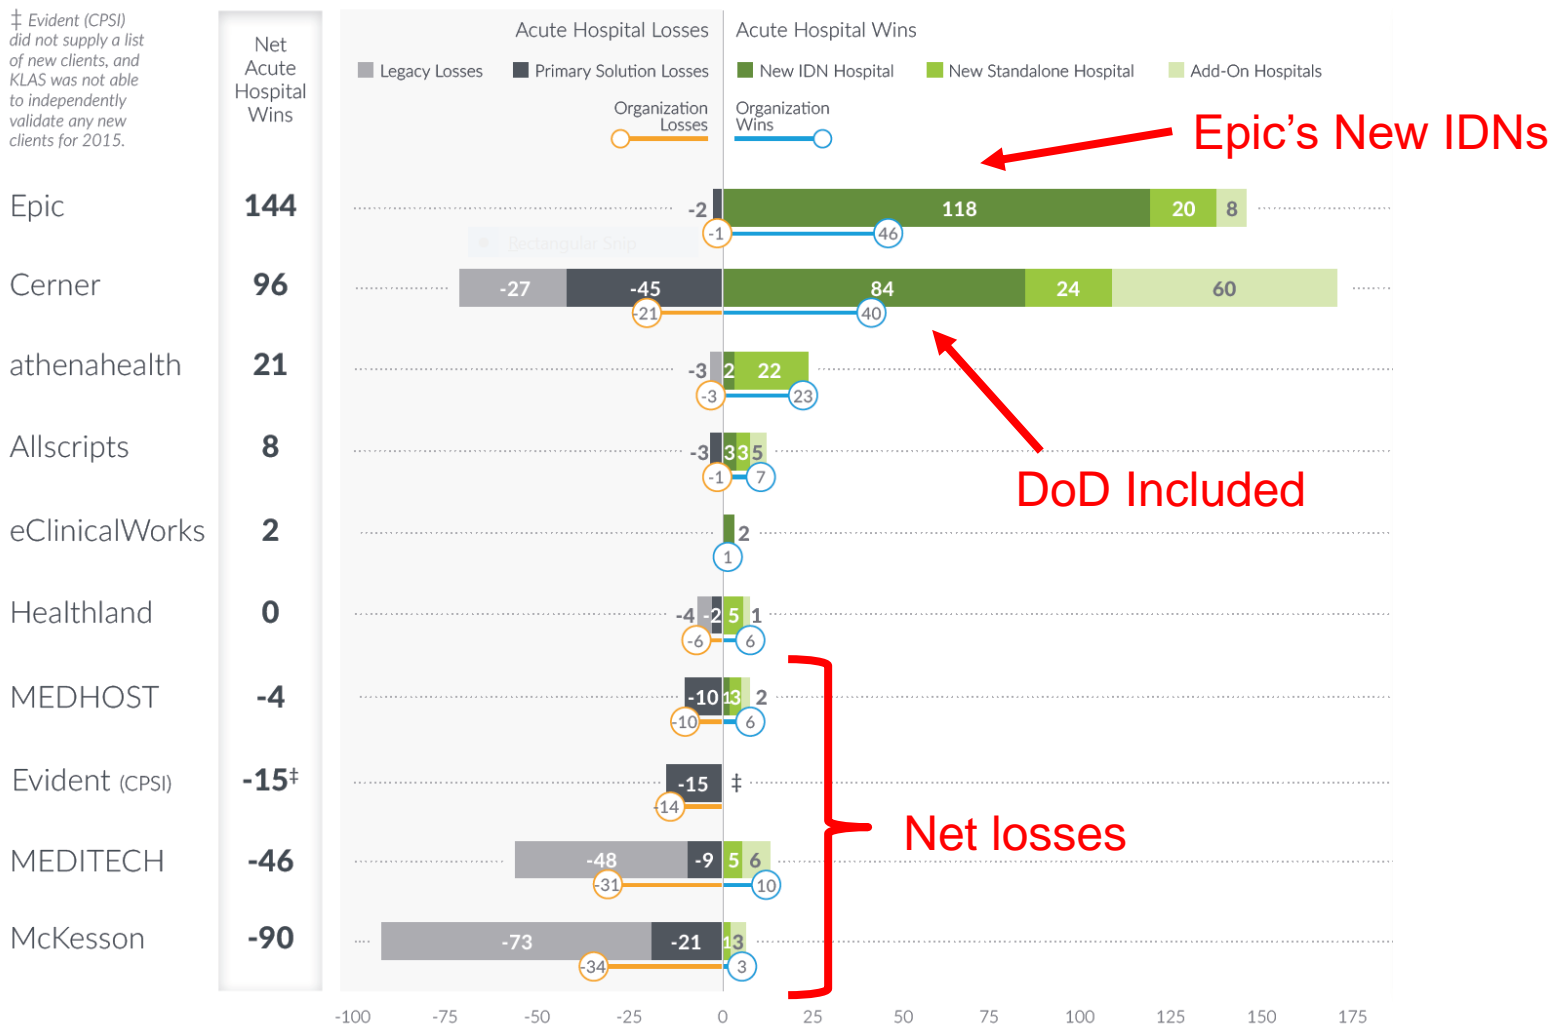 ‡ Evident (CPSI)
did not supply a list
of new clients, and
KLAS was not able
to independently
validate any new
clients for 2015.
Net
Acute
Hospital
Wins
Acute Hospital Losses
Acute Hospital Wins
Legacy Losses
Primary Solution Losses
New IDN Hospital
New Standalone Hospital
Add-On Hospitals
Organization
Losses
Organization
Wins
Epic's New IDNs
Epic
144
-2
118
20
8
-1
46
Rectangular Snip
Cerner
96
-27
-45
84
24
60
-21
40
athenahealth
21
-3
2
22
-3
23
Allscripts
8
-3
3
3
5
-1
7
DoD Included
eClinicalWorks
2
2
1
Healthland
0
-4
-2
5
1
-6
6
MEDHOST
-4
-10
1
3
2
-10
6
Evident (CPSI)
-15‡
-15
‡
-14
Net losses
MEDITECH
-46
-48
-9
5
6
-31
10
McKesson
-90
-73
-21
1
3
-34
3
-100
-75
-50
-25
0
25
50
75
100
125
150
175